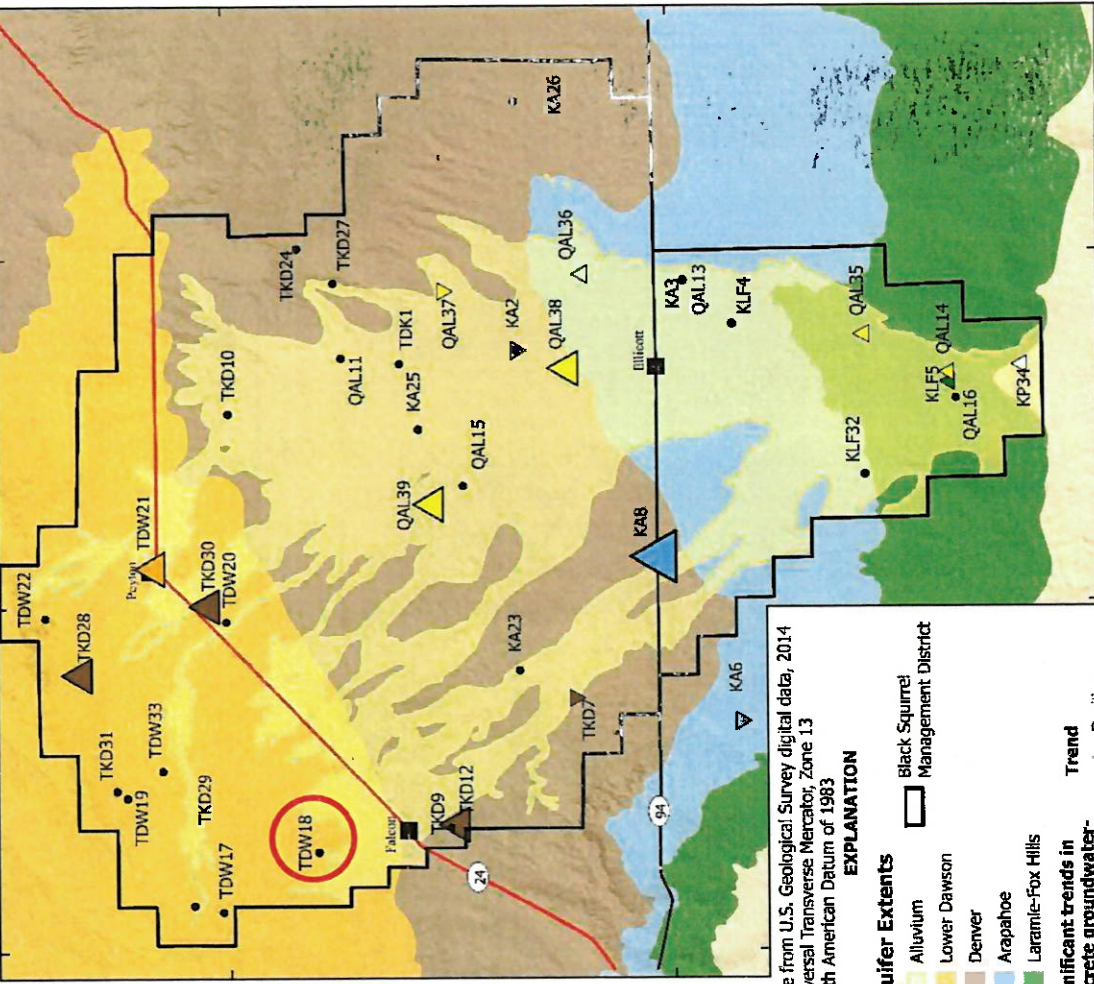 TDW22
TKD28
TDW21
Peyton
TKD31
TDW19
TDW33
TKD30
TDW20
TKD10
TKD29
TDW17
TDW18
TKD24
TKD27
QAL11
TDK1
KA25
QAL37
QAL15
QAL39
Falcon
TKD9
TKD12
24
KA26
KA2
KA23
QAL36
QAL38
TKD7
KA8
Ellicott
94
KA3
QAL13
KLF4
KA6
KLF32
QAL35
KLF5
QAL14
QAL16
KP34
e from U.S. Geological Survey digital data, 2014
versal Transverse Mercator, Zone 13
th American Datum of 1983
EXPLANATION
uifer Extents
Alluvium
Lower Dawson
Denver
Arapahoe
Laramie-Fox Hills
Black Squirrel
Management District
nificant trends in
crete groundwater-
Trend